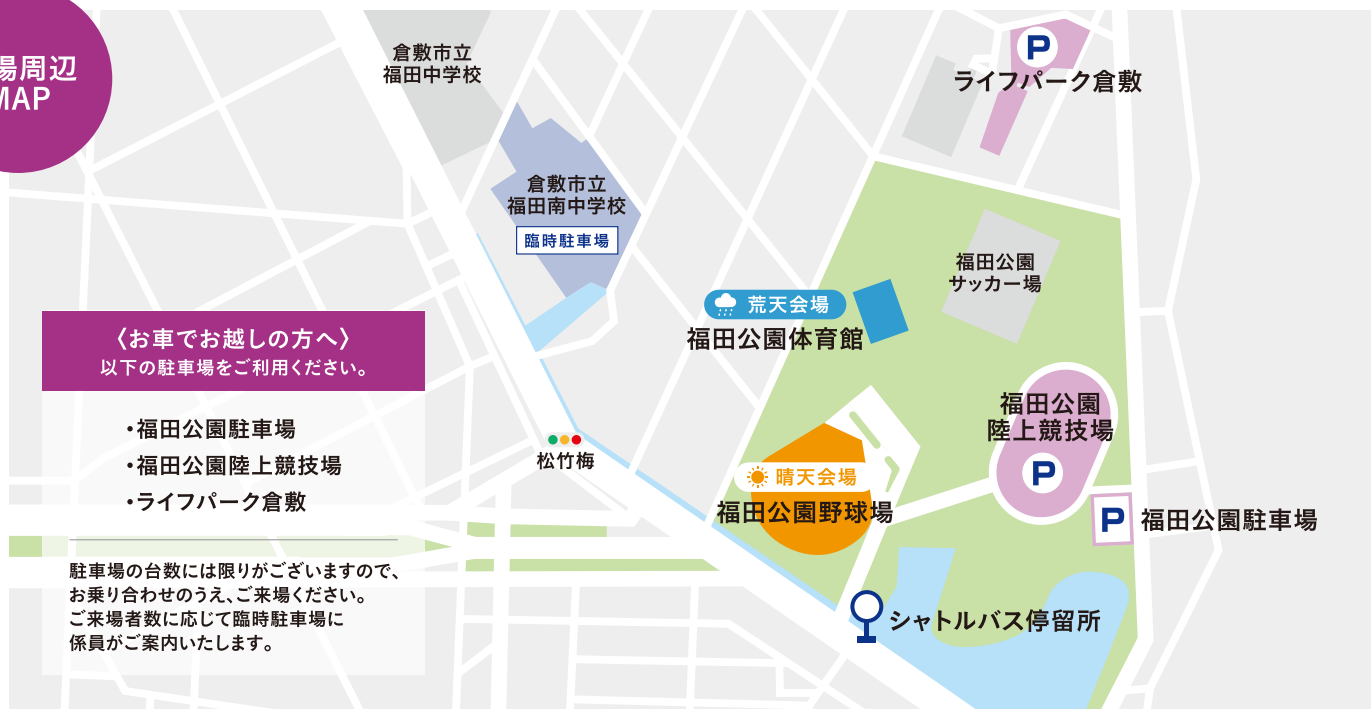 場周辺
MAP
倉敷市立
福田中学校
P
ライフパーク倉敷
倉敷市立
福田南中学校
臨時駐車場
福田公園
サッカー場
荒天会場
福田公園体育館
〈お車でお越しの方へ〉
以下の駐車場をご利用ください。
・福田公園駐車場
・福田公園陸上競技場
・ライフパーク倉敷
駐車場の台数には限りがございますので、
お乗り合わせのうえ、ご来場ください。
ご来場者数に応じて臨時駐車場に
係員がご案内いたします。
松竹梅
福田公園
陸上競技場
P
晴天会場
福田公園野球場
P
福田公園駐車場
シャトルバス停留所